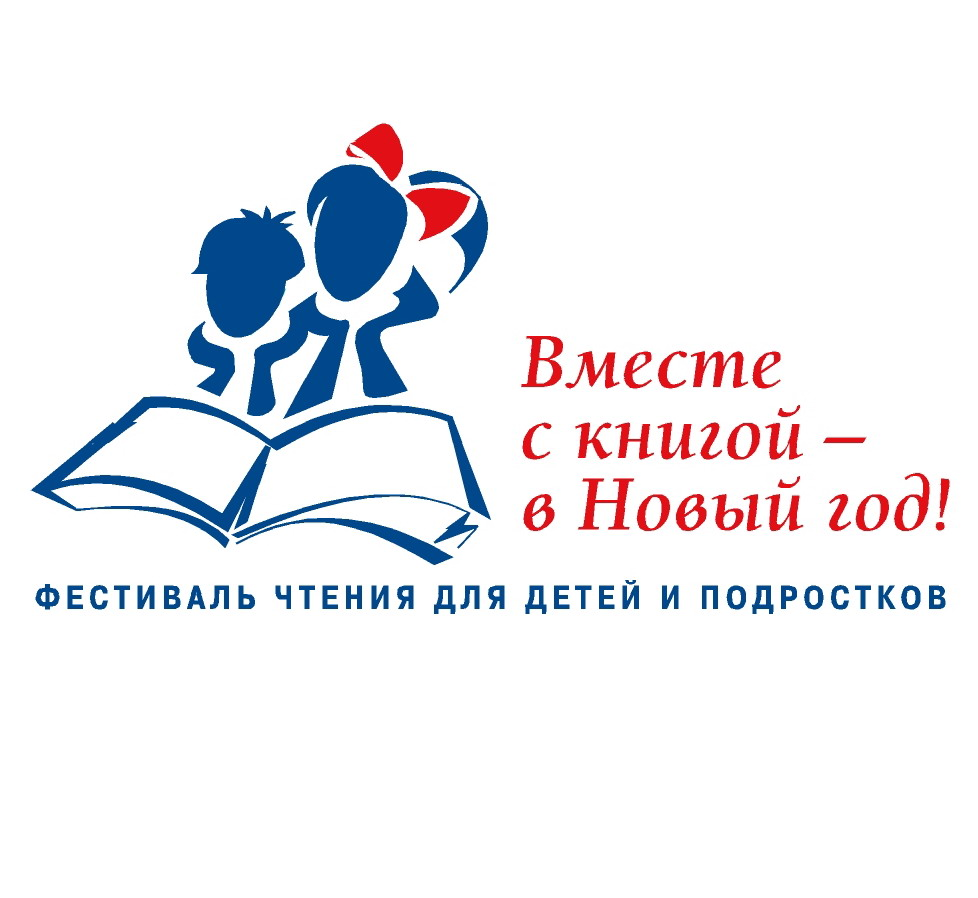 Вместе
с книгой –
в Новый год!
ФЕСТИВАЛЬ ЧТЕНИЯ ДЛЯ ДЕТЕЙ И ПОДРОСТКОВ